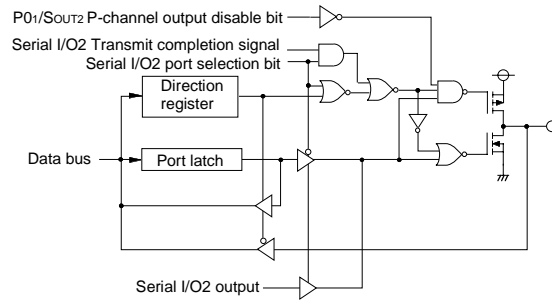 P01/SOUT2 P-channel output disable bit
Serial I/O2 Transmit completion signal
Serial I/O2 port selection bit
Direction
register
Data bus
Port latch
Serial I/O2 output